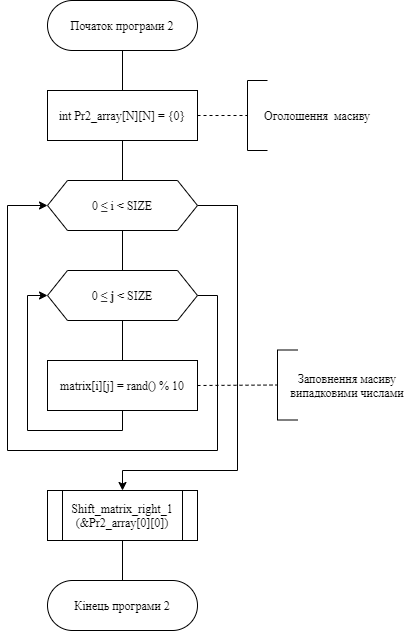 Початок програми 2
int Pr2_array[N][N] = {0}
Оголошення масиву
0 ≤ i < SIZE
0 ≤ j < SIZE
matrix[i][j] = rand() % 10
Заповнення масиву
випадковими числами
Shift_matrix_right_1
(&Pr2_array[0][0])
Кінець програми 2